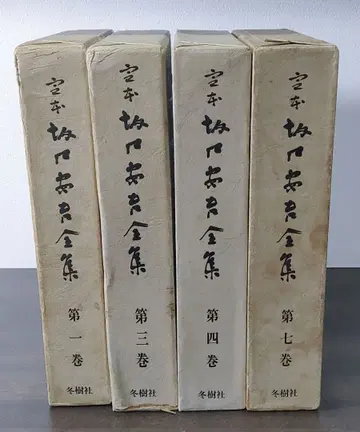 定本
坂口安吾全集
第一巻
冬樹社
定本
坂口安吾全集
第三巻
冬樹社
定本
坂口安吾全集
第四巻
冬樹社
定本
坂口安吾全集
第七巻
冬樹社